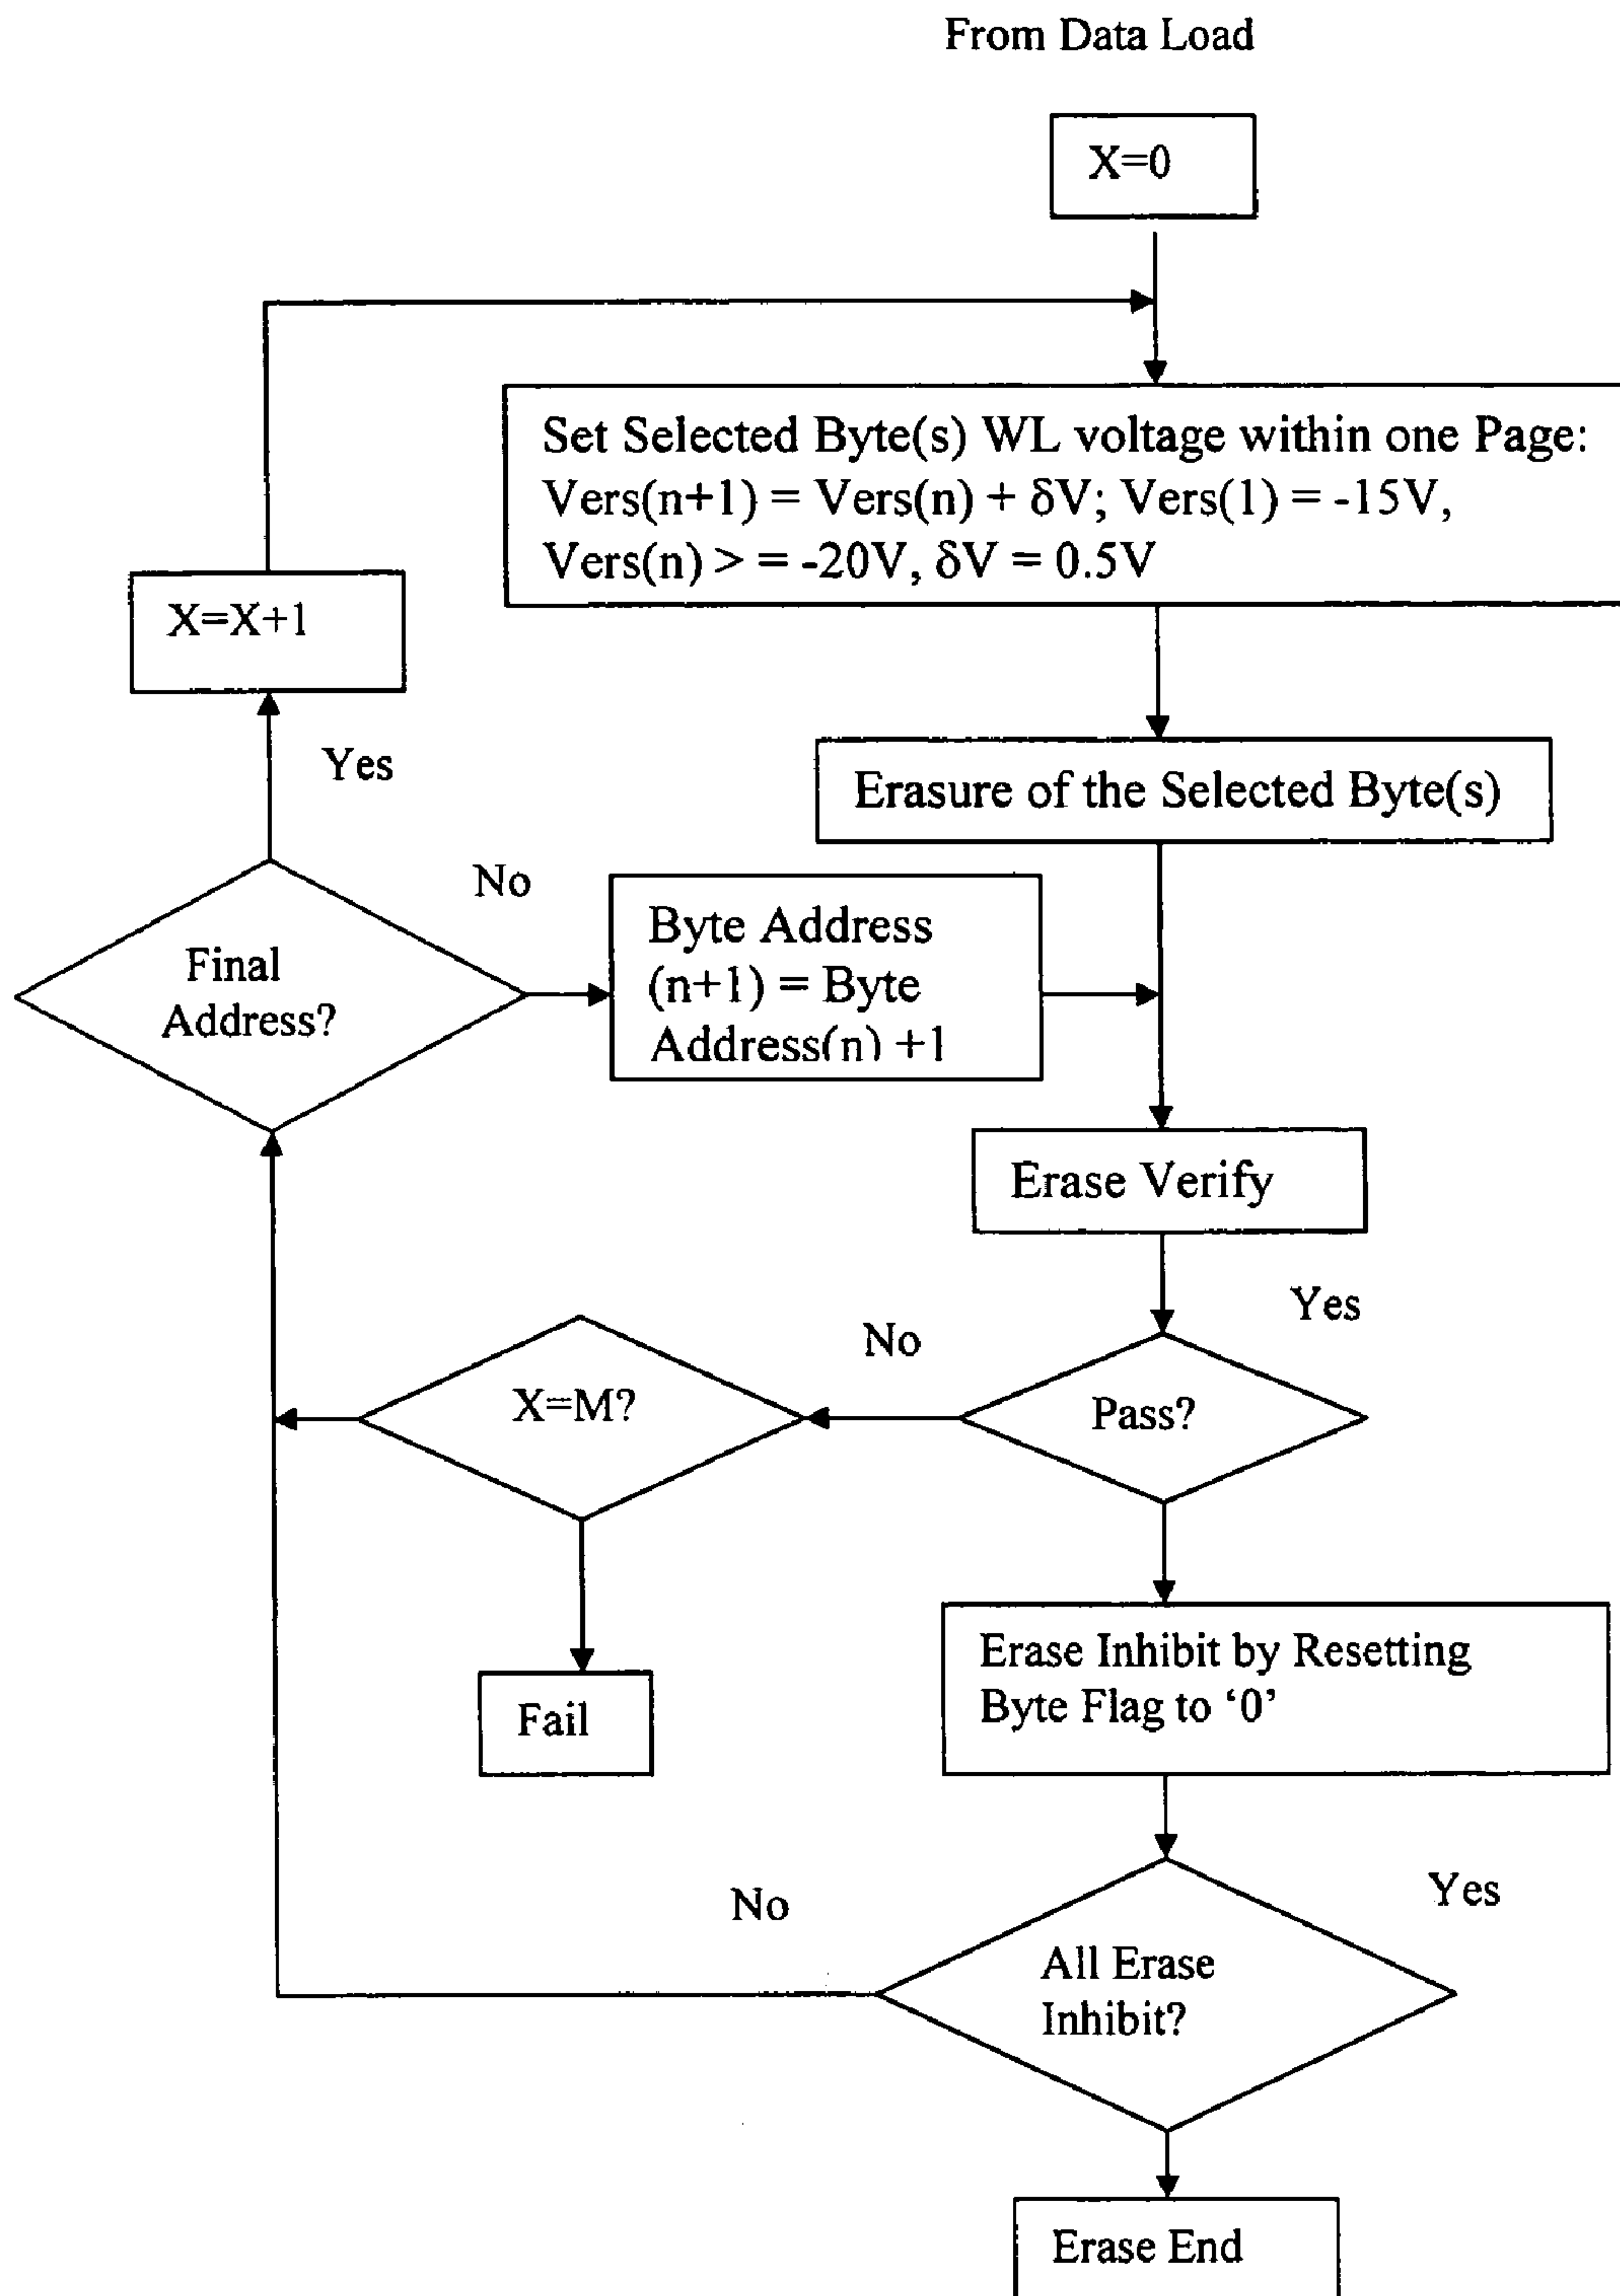 From Data Load
X=0
Set Selected Byte(s) WL voltage within one Page:
Vers(n+1) = Vers(n) + δV; Vers(1) = -15V,
Vers(n) > = -20V, δV = 0.5V
X=X+1
Yes
Erasure of the Selected Byte(s)
No
Byte Address
(n+1) = Byte
Address(n) +1
Final
Address?
Erase Verify
Yes
No
X=M?
Pass?
Erase Inhibit by Resetting
Byte Flag to ‘0’
Fail
No
Yes
All Erase
Inhibit?
Erase End